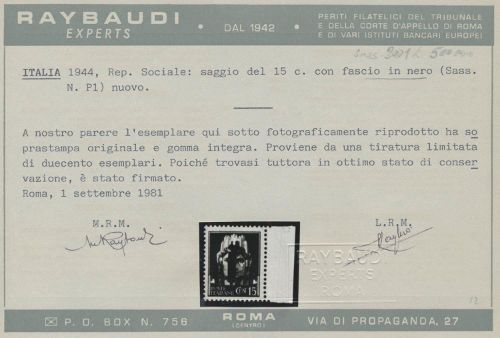 RAYBAUDI
EXPERTS
• DAL 1942 •
PERITI FILATELICI DEL TRIBUNALE
• E DELLA CORTE D'APPELLO DI ROMA
• E DI VARI ISTITUTI BANCARI EUROPEI
ITALIA 1944, Rep. Sociale: saggio del 15 c. con fascio in nero (Sass.
N. P1) nuovo.
A nostro parere l'esemplare qui sotto fotograficamente riprodotto ha so
prastampa originale e gomma integra. Proviene da una tiratura limitata
di duecento esemplari. Poiché trovasi tuttora in ottimo stato di conser
vazione, è stato firmato.
Roma, 1 settembre 1981
M.R.M.
L.R.M.
RAYBAUDI
EXPERTS
ROMA
CENT. 15
12
P. O. BOX N. 756
ROMA
(CENTRO)
VIA DI PROPAGANDA, 27